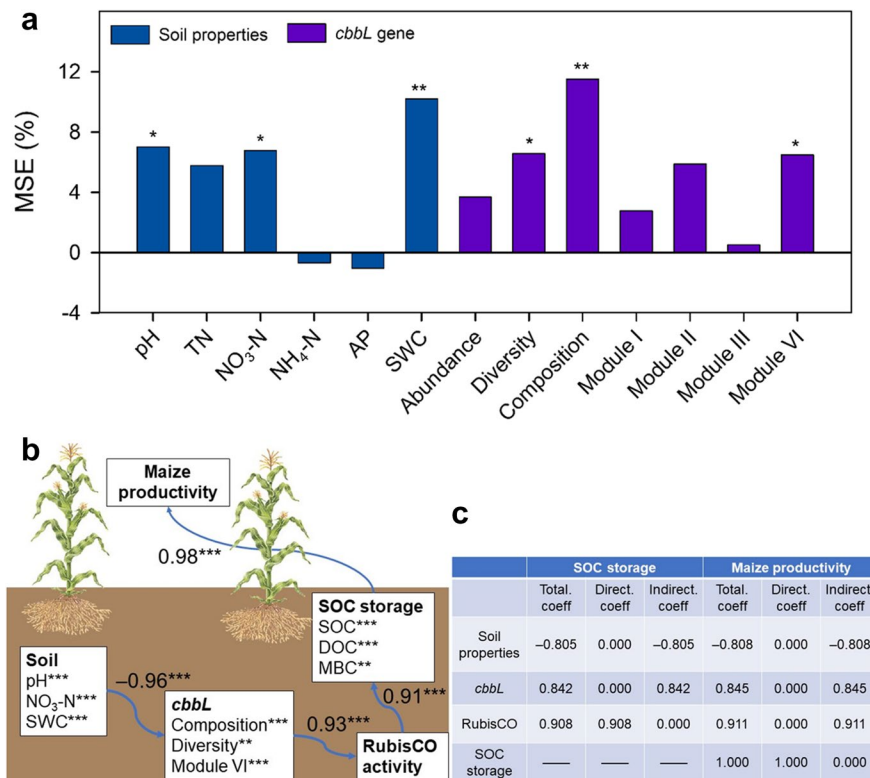 a
Soil properties
cbbL gene
MSE (%)
12
8
4
0
-4
*
*
**
*
**
*
pH
TN
NO₃-N
NH₄-N
AP
SWC
Abundance
Diversity
Composition
Module I
Module II
Module III
Module VI
b
Maize
productivity
0.98***
SOC storage
SOC***
DOC***
MBC**
Soil
pH***
NO₃-N***
SWC***
−0.96***
cbbL
Composition***
Diversity**
Module VI***
0.93***
0.91***
RubisCO
activity
c
SOC storage Maize productivity
Total. coeff Direct. coeff Indirect. coeff Total. coeff Direct. coeff Indirect. coeff
Soil properties −0.805 0.000 −0.805 −0.808 0.000 −0.808
cbbL 0.842 0.000 0.842 0.845 0.000 0.845
RubisCO 0.908 0.908 0.000 0.911 0.000 0.911
SOC storage —— —— —— 1.000 1.000 0.000